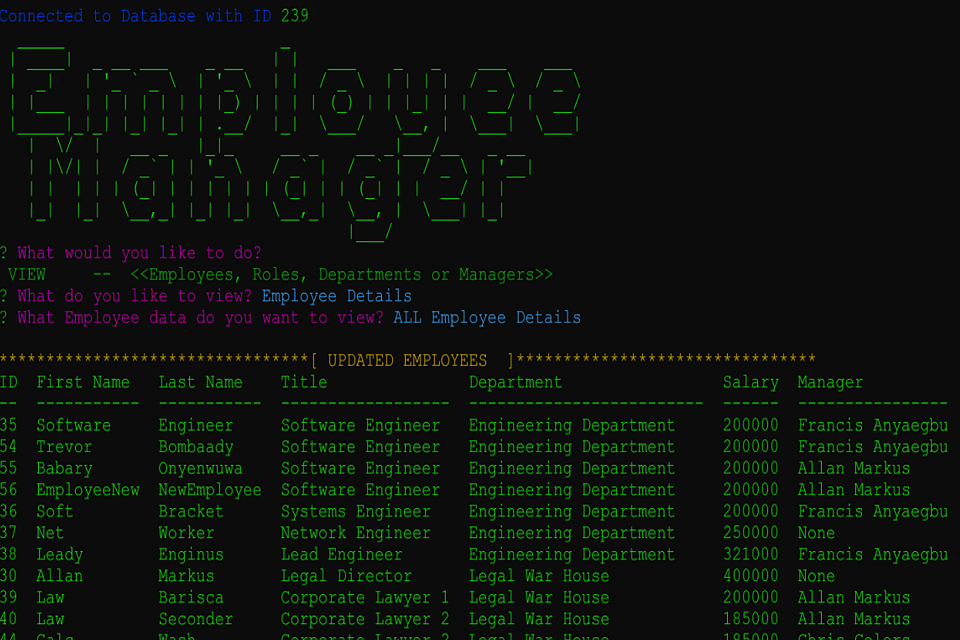 Connected to Database with ID 239
Employee
Manager
? What would you like to do?
VIEW -- <<Employees, Roles, Departments or Managers>>
? What do you like to view? Employee Details
? What Employee data do you want to view? ALL Employee Details
*********************************[ UPDATED EMPLOYEES ]********************************
ID First Name Last Name Title Department Salary Manager
-- ----------- ----------- ------------------ ------------------------- ------ ----------------
35 Software Engineer Software Engineer Engineering Department 200000 Francis Anyaegbu
54 Trevor Bombaady Software Engineer Engineering Department 200000 Francis Anyaegbu
55 Babary Onyenwuwa Software Engineer Engineering Department 200000 Allan Markus
56 EmployeeNew NewEmployee Software Engineer Engineering Department 200000 Allan Markus
36 Soft Bracket Systems Engineer Engineering Department 200000 Francis Anyaegbu
37 Net Worker Network Engineer Engineering Department 250000 None
38 Leady Enginus Lead Engineer Engineering Department 321000 Francis Anyaegbu
30 Allan Markus Legal Director Legal War House 400000 None
39 Law Barisca Corporate Lawyer 1 Legal War House 200000 Allan Markus
40 Law Seconder Corporate Lawyer 2 Legal War House 185000 Allan Markus